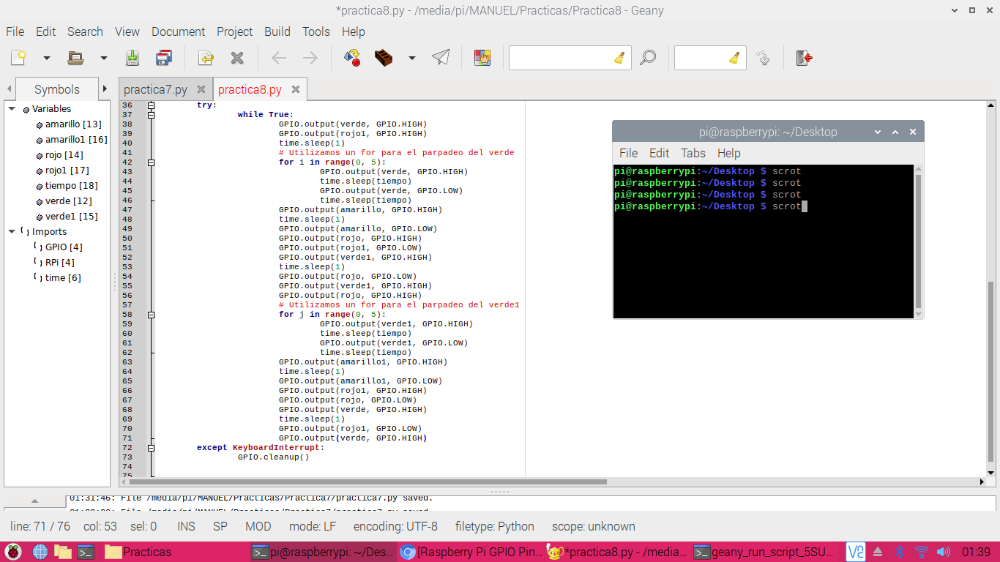 *practica8.py - /media/pi/MANUEL/Practicas/Practica8 - Geany
File Edit Search View Document Project Build Tools Help
Symbols
practica7.py
practica8.py
Variables
amarillo [13]
amarillo1 [16]
rojo [14]
rojo1 [17]
tiempo [18]
verde [12]
verde1 [15]
Imports
GPIO [4]
RPi [4]
time [6]
36 try:
37 while True:
38 GPIO.output(verde, GPIO.HIGH)
39 GPIO.output(rojo1, GPIO.HIGH)
40 time.sleep(1)
41 # Utilizamos un for para el parpadeo del verde
42 for i in range(0, 5):
43 GPIO.output(verde, GPIO.HIGH)
44 time.sleep(tiempo)
45 GPIO.output(verde, GPIO.LOW)
46 time.sleep(tiempo)
47 GPIO.output(amarillo, GPIO.HIGH)
48 time.sleep(1)
49 GPIO.output(amarillo, GPIO.LOW)
50 GPIO.output(rojo, GPIO.HIGH)
51 GPIO.output(rojo1, GPIO.LOW)
52 GPIO.output(verde1, GPIO.HIGH)
53 time.sleep(1)
54 GPIO.output(rojo, GPIO.LOW)
55 GPIO.output(verde1, GPIO.HIGH)
56 GPIO.output(rojo, GPIO.HIGH)
57 # Utilizamos un for para el parpadeo del verde1
58 for j in range(0, 5):
59 GPIO.output(verde1, GPIO.HIGH)
60 time.sleep(tiempo)
61 GPIO.output(verde1, GPIO.LOW)
62 time.sleep(tiempo)
63 GPIO.output(amarillo1, GPIO.HIGH)
64 time.sleep(1)
65 GPIO.output(amarillo1, GPIO.LOW)
66 GPIO.output(rojo1, GPIO.HIGH)
67 GPIO.output(rojo, GPIO.LOW)
68 GPIO.output(verde, GPIO.HIGH)
69 time.sleep(1)
70 GPIO.output(rojo1, GPIO.LOW)
71 GPIO.output(verde, GPIO.HIGH)
72 except KeyboardInterrupt:
73 GPIO.cleanup()
74
75
pi@raspberrypi: ~/Desktop
File Edit Tabs Help
pi@raspberrypi:~/Desktop $ scrot
pi@raspberrypi:~/Desktop $ scrot
pi@raspberrypi:~/Desktop $ scrot
pi@raspberrypi:~/Desktop $ scrot
01:31:46: File /media/pi/MANUEL/Practicas/Practica7/practica7.py saved.
File /media/pi/MANUEL/Practicas/Practica7/practica7.py saved.
line: 71 / 76 col: 53 sel: 0 INS SP MOD mode: LF encoding: UTF-8 filetype: Python scope: unknown
Practicas
pi@raspberrypi: ~/Des...
[Raspberry Pi GPIO Pin...
*practica8.py - /media...
geany_run_script_5SU...
01:39